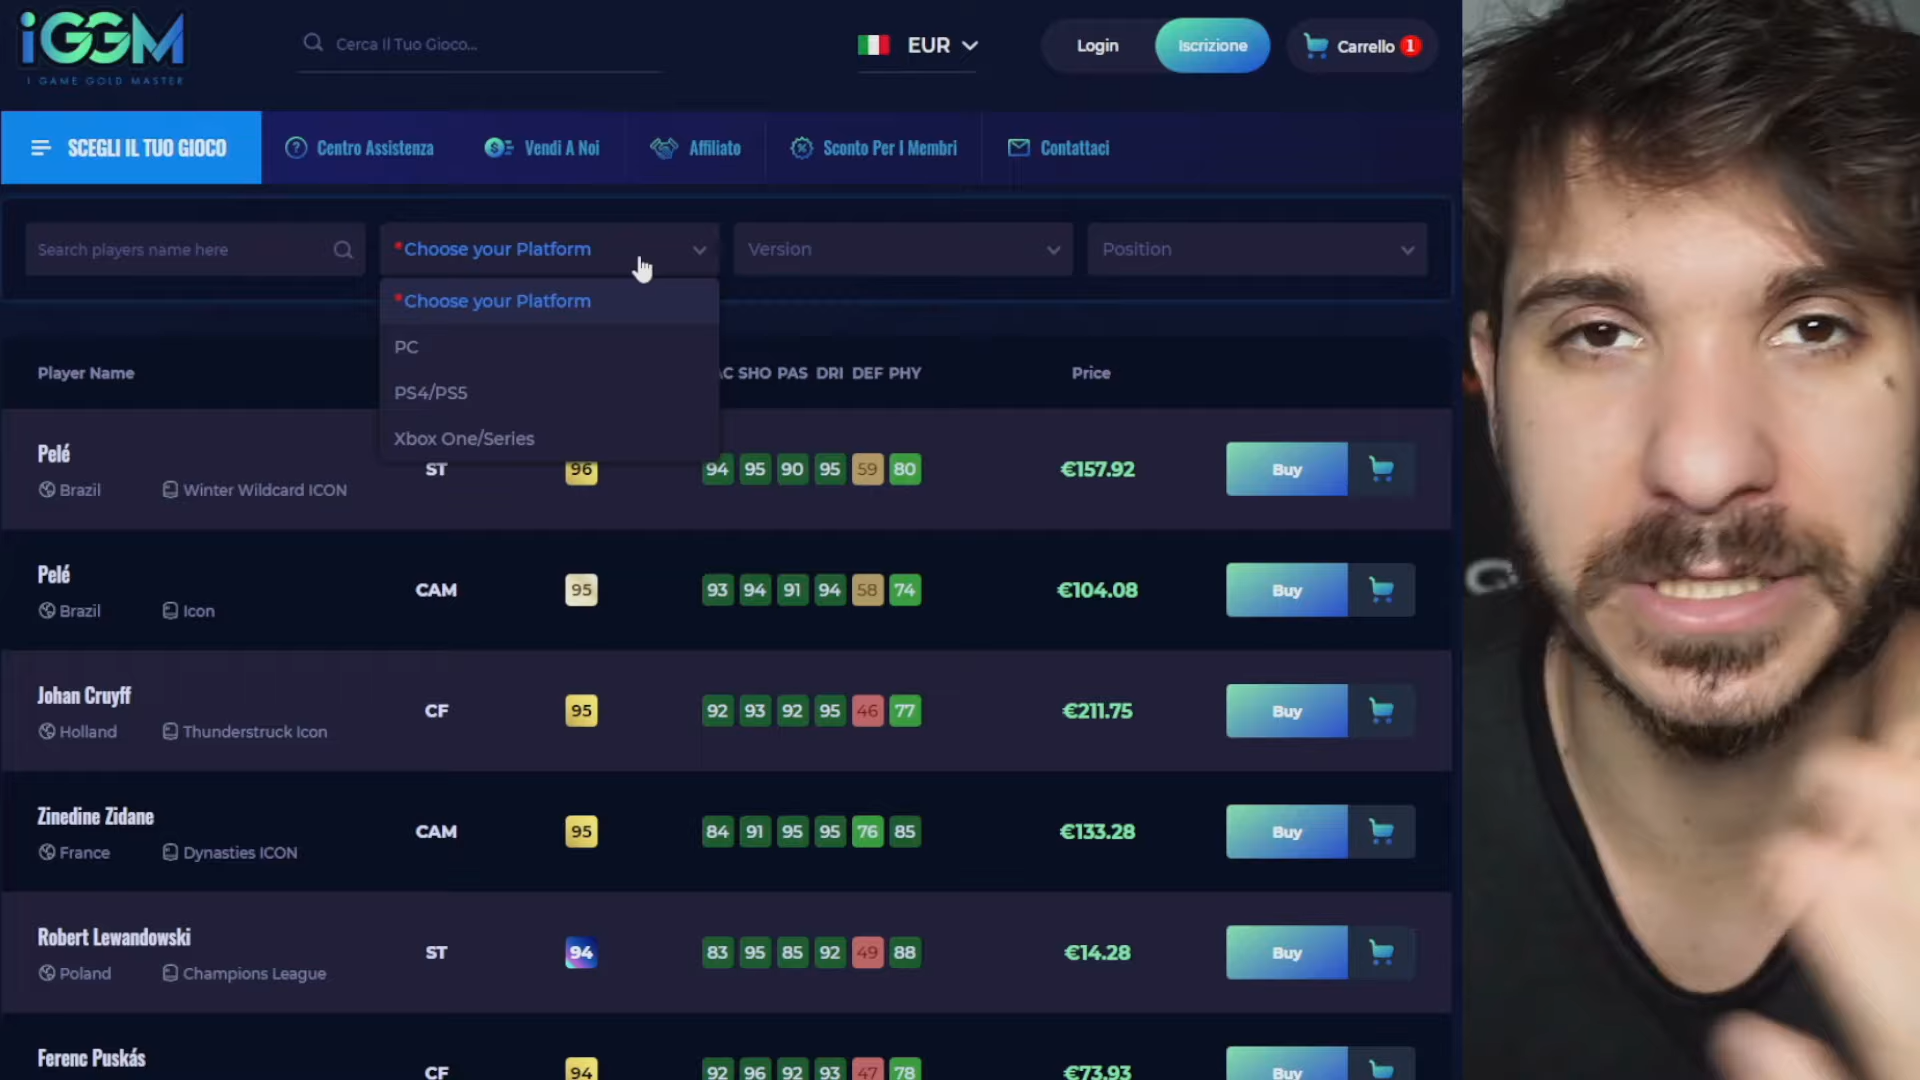 iGGM
I GAME GOLD MASTER
Cerca Il Tuo Gioco...
EUR
Login
Iscrizione
Carrello 1
SCEGLI IL TUO GIOCO
Centro Assistenza
Vendi A Noi
Affiliato
Sconto Per I Membri
Contattaci
Search players name here
*Choose your Platform
Version
Position
*Choose your Platform
PC
PS4/PS5
Xbox One/Series
Player Name
AC SHO PAS DRI DEF PHY
Price
Pelé
Brazil
Winter Wildcard ICON
ST
96
94 95 90 95 59 80
€157.92
Buy
Pelé
Brazil
Icon
CAM
95
93 94 91 94 58 74
€104.08
Buy
Johan Cruyff
Holland
Thunderstruck Icon
CF
95
92 93 92 95 46 77
€211.75
Buy
Zinedine Zidane
France
Dynasties ICON
CAM
95
84 91 95 95 76 85
€133.28
Buy
Robert Lewandowski
Poland
Champions League
ST
94
83 95 85 92 49 88
€14.28
Buy
Ferenc Puskás
CF
94
92 96 92 93 47 78
€73.93
Buy